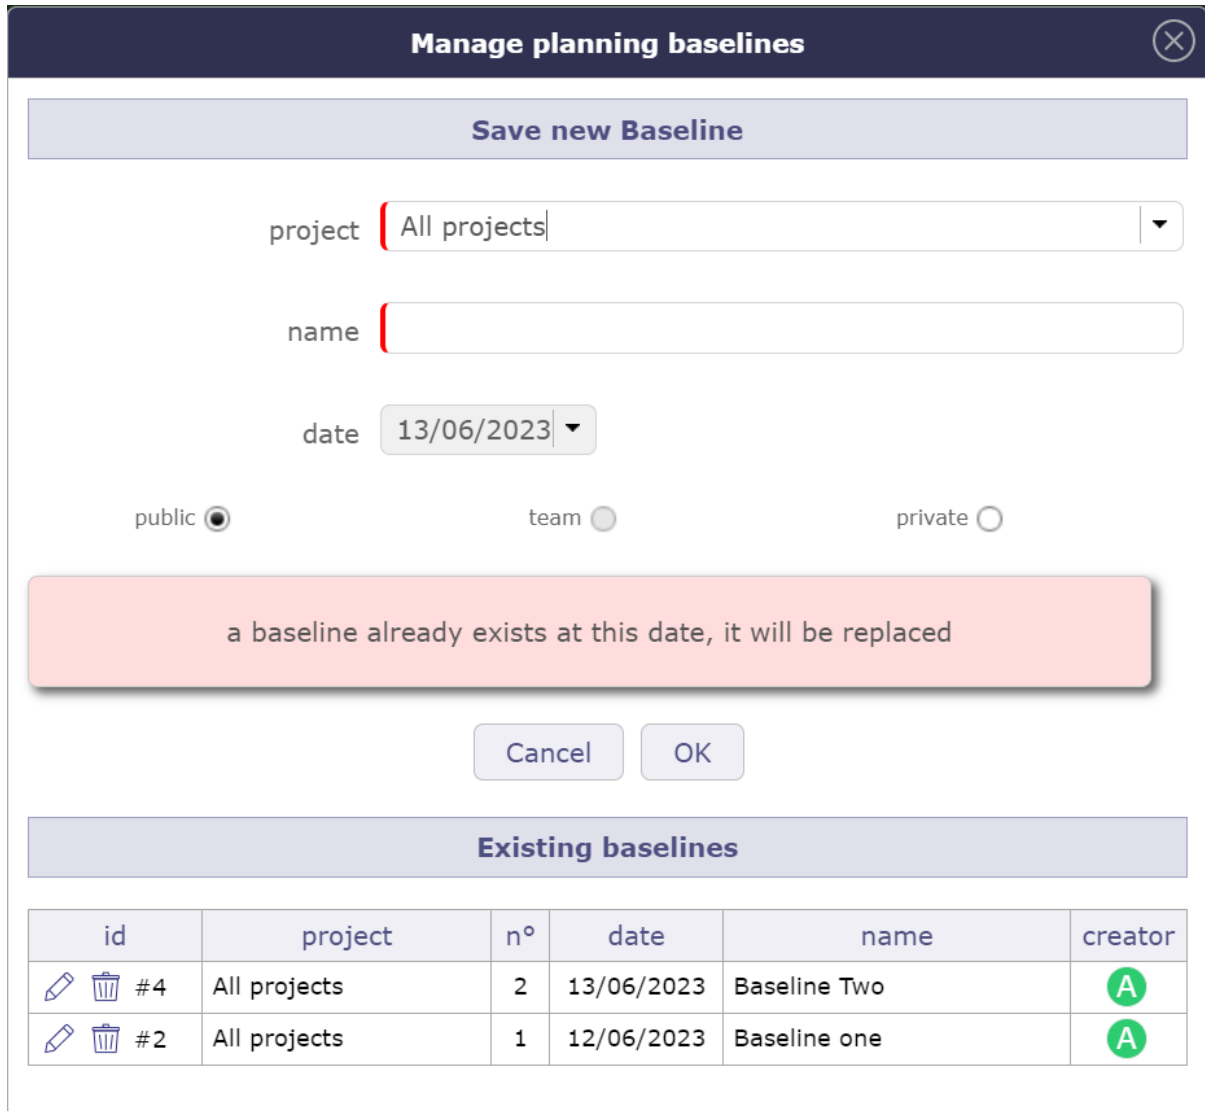 Manage planning baselines
Save new Baseline
project All projects
name
date 13/06/2023
public team private
a baseline already exists at this date, it will be replaced
Cancel OK
Existing baselines
id project n° date name creator
#4 All projects 2 13/06/2023 Baseline Two A
#2 All projects 1 12/06/2023 Baseline one A